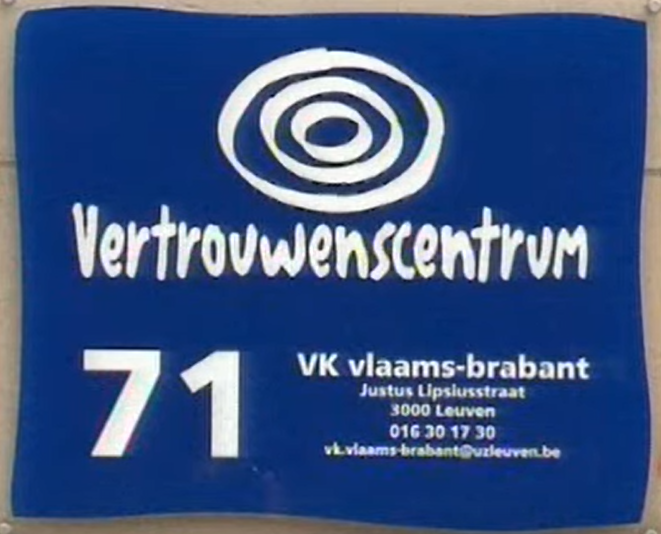 Vertrouwenscentrum
71
VK vlaams-brabant
Justus Lipsiusstraat
3000 Leuven
016 30 17 30
vk.vlaams-brabant@uzleuven.be